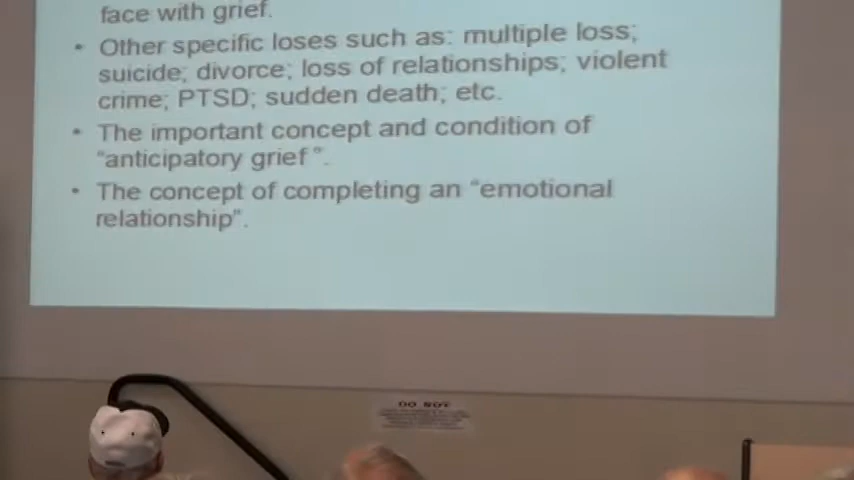 face with grief.
• Other specific loses such as: multiple loss;
suicide; divorce; loss of relationships; violent
crime; PTSD; sudden death; etc.
• The important concept and condition of
“anticipatory grief ”.
• The concept of completing an “emotional
relationship”.
DO NOT